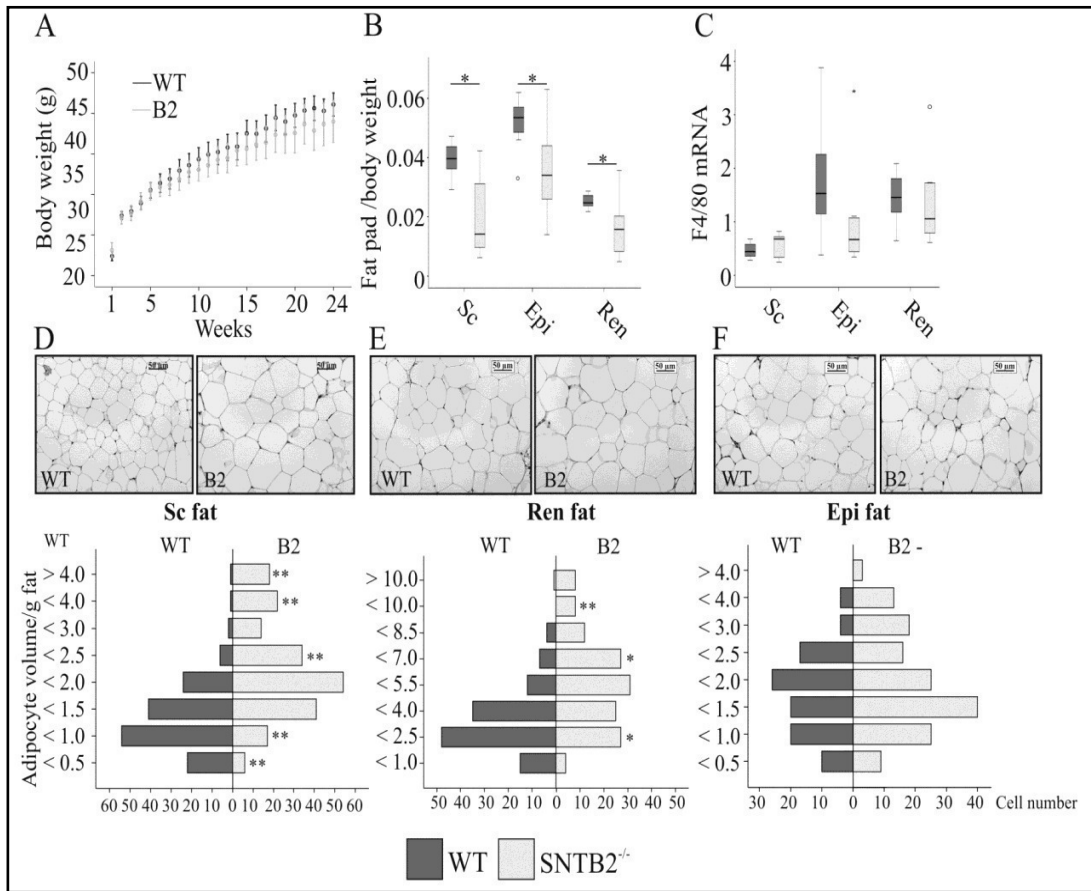 A
50
45
40
35
30
25
20
WT
B2
Body weight (g)
1 5 10 15 20 24
Weeks
B
0.06
0.04
0.02
0
Fat pad /body weight
*
*
*
Sc Epi Ren
C
4
3
2
1
0
F4/80 mRNA
Sc Epi Ren
D
50 µm
WT
50 µm
B2
Sc fat
E
50 µm
WT
50 µm
B2
Ren fat
F
50 µm
WT
50 µm
B2
Epi fat
WT
WT B2
Adipocyte volume/g fat
> 4.0 **
< 4.0 **
< 3.0
< 2.5 **
< 2.0
< 1.5
< 1.0 **
< 0.5 **
60 50 40 30 20 10 0 10 20 30 40 50 60
WT B2
> 10.0
< 10.0 **
< 8.5
< 7.0 *
< 5.5
< 4.0
< 2.5 *
< 1.0
50 40 30 20 10 0 10 20 30 40 50
WT B2 -
> 4.0
< 4.0
< 3.0
< 2.5
< 2.0
< 1.5
< 1.0
< 0.5
30 20 10 0 10 20 30 40 Cell number
WT SNTB2-/-